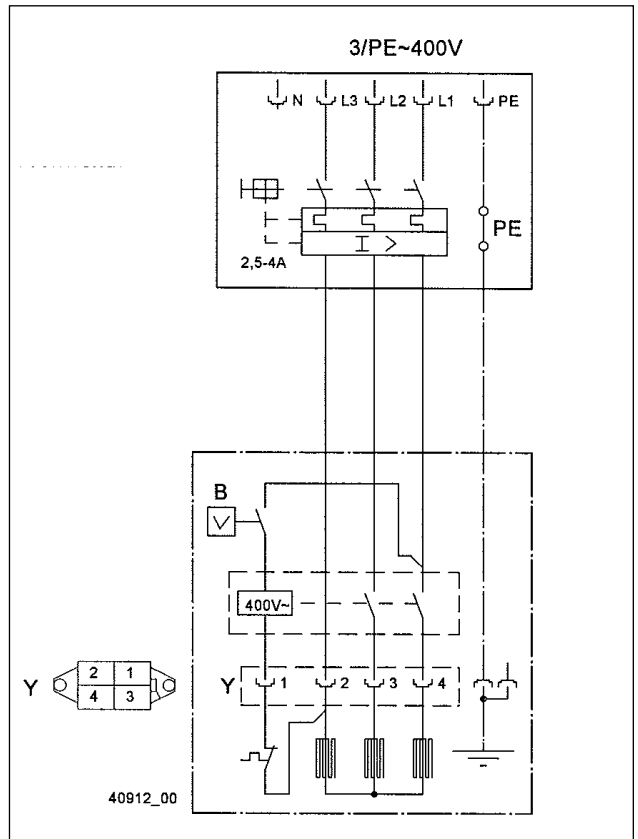 3/PE~400V
N L3 L2 L1 PE
PE
I >
2,5-4A
B
400V~
Y 1 2 3 4
Y
2 1
4 3
40912_00